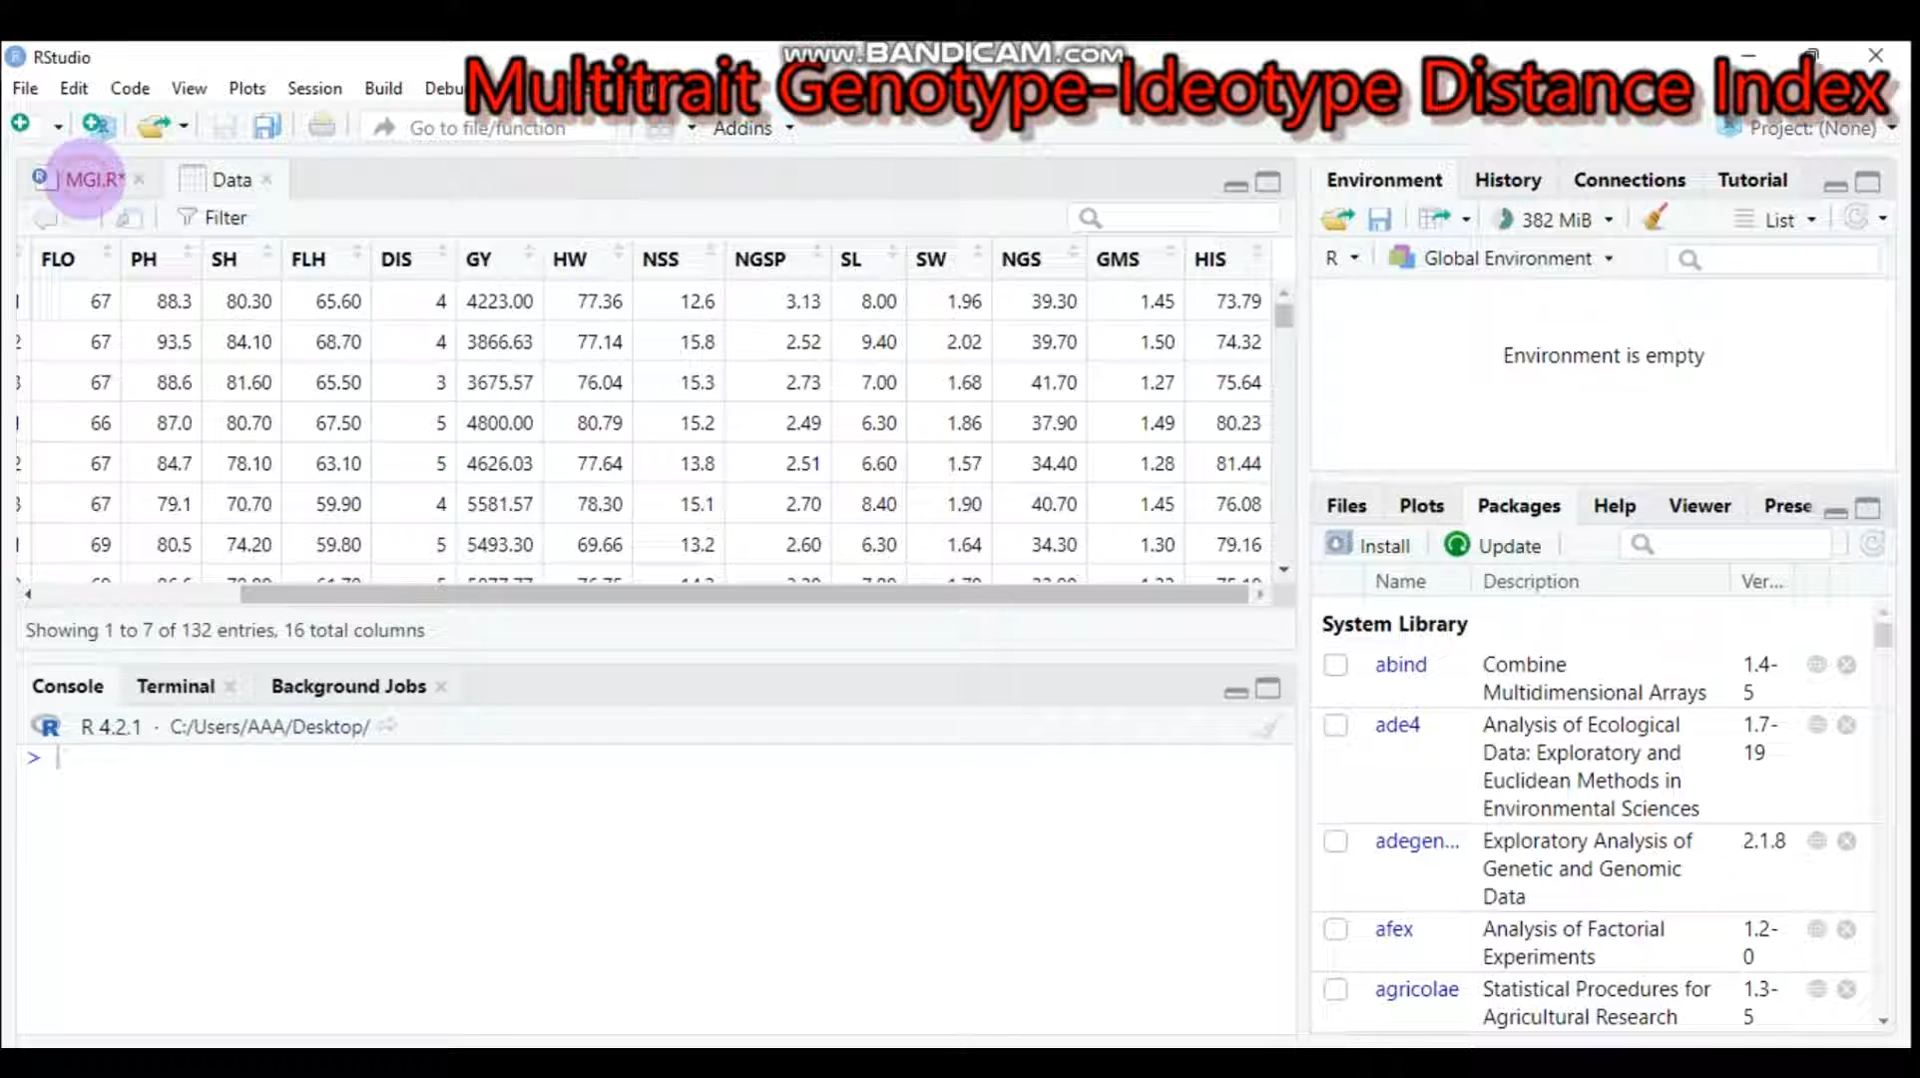 www.BANDICAM.com
RStudio
Multitrait Genotype-Ideotype Distance Index
File Edit Code View Plots Session Build Debu
Go to file/function Addins Project: (None)
MGI.R* Data
Filter
FLO PH SH FLH DIS GY HW NSS NGSP SL SW NGS GMS HIS
67 88.3 80.30 65.60 4 4223.00 77.36 12.6 3.13 8.00 1.96 39.30 1.45 73.79
2 67 93.5 84.10 68.70 4 3866.63 77.14 15.8 2.52 9.40 2.02 39.70 1.50 74.32
3 67 88.6 81.60 65.50 3 3675.57 76.04 15.3 2.73 7.00 1.68 41.70 1.27 75.64
66 87.0 80.70 67.50 5 4800.00 80.79 15.2 2.49 6.30 1.86 37.90 1.49 80.23
2 67 84.7 78.10 63.10 5 4626.03 77.64 13.8 2.51 6.60 1.57 34.40 1.28 81.44
3 67 79.1 70.70 59.90 4 5581.57 78.30 15.1 2.70 8.40 1.90 40.70 1.45 76.08
69 80.5 74.20 59.80 5 5493.30 69.66 13.2 2.60 6.30 1.64 34.30 1.30 79.16
Showing 1 to 7 of 132 entries, 16 total columns
Console Terminal Background Jobs
R 4.2.1 · C:/Users/AAA/Desktop/
>
Environment History Connections Tutorial
382 MiB List
R Global Environment
Environment is empty
Files Plots Packages Help Viewer Prese
Install Update
Name Description Ver...
System Library
abind Combine 1.4-
Multidimensional Arrays 5
ade4 Analysis of Ecological 1.7-
Data: Exploratory and 19
Euclidean Methods in
Environmental Sciences
adegen... Exploratory Analysis of 2.1.8
Genetic and Genomic
Data
afex Analysis of Factorial 1.2-
Experiments 0
agricolae Statistical Procedures for 1.3-
Agricultural Research 5